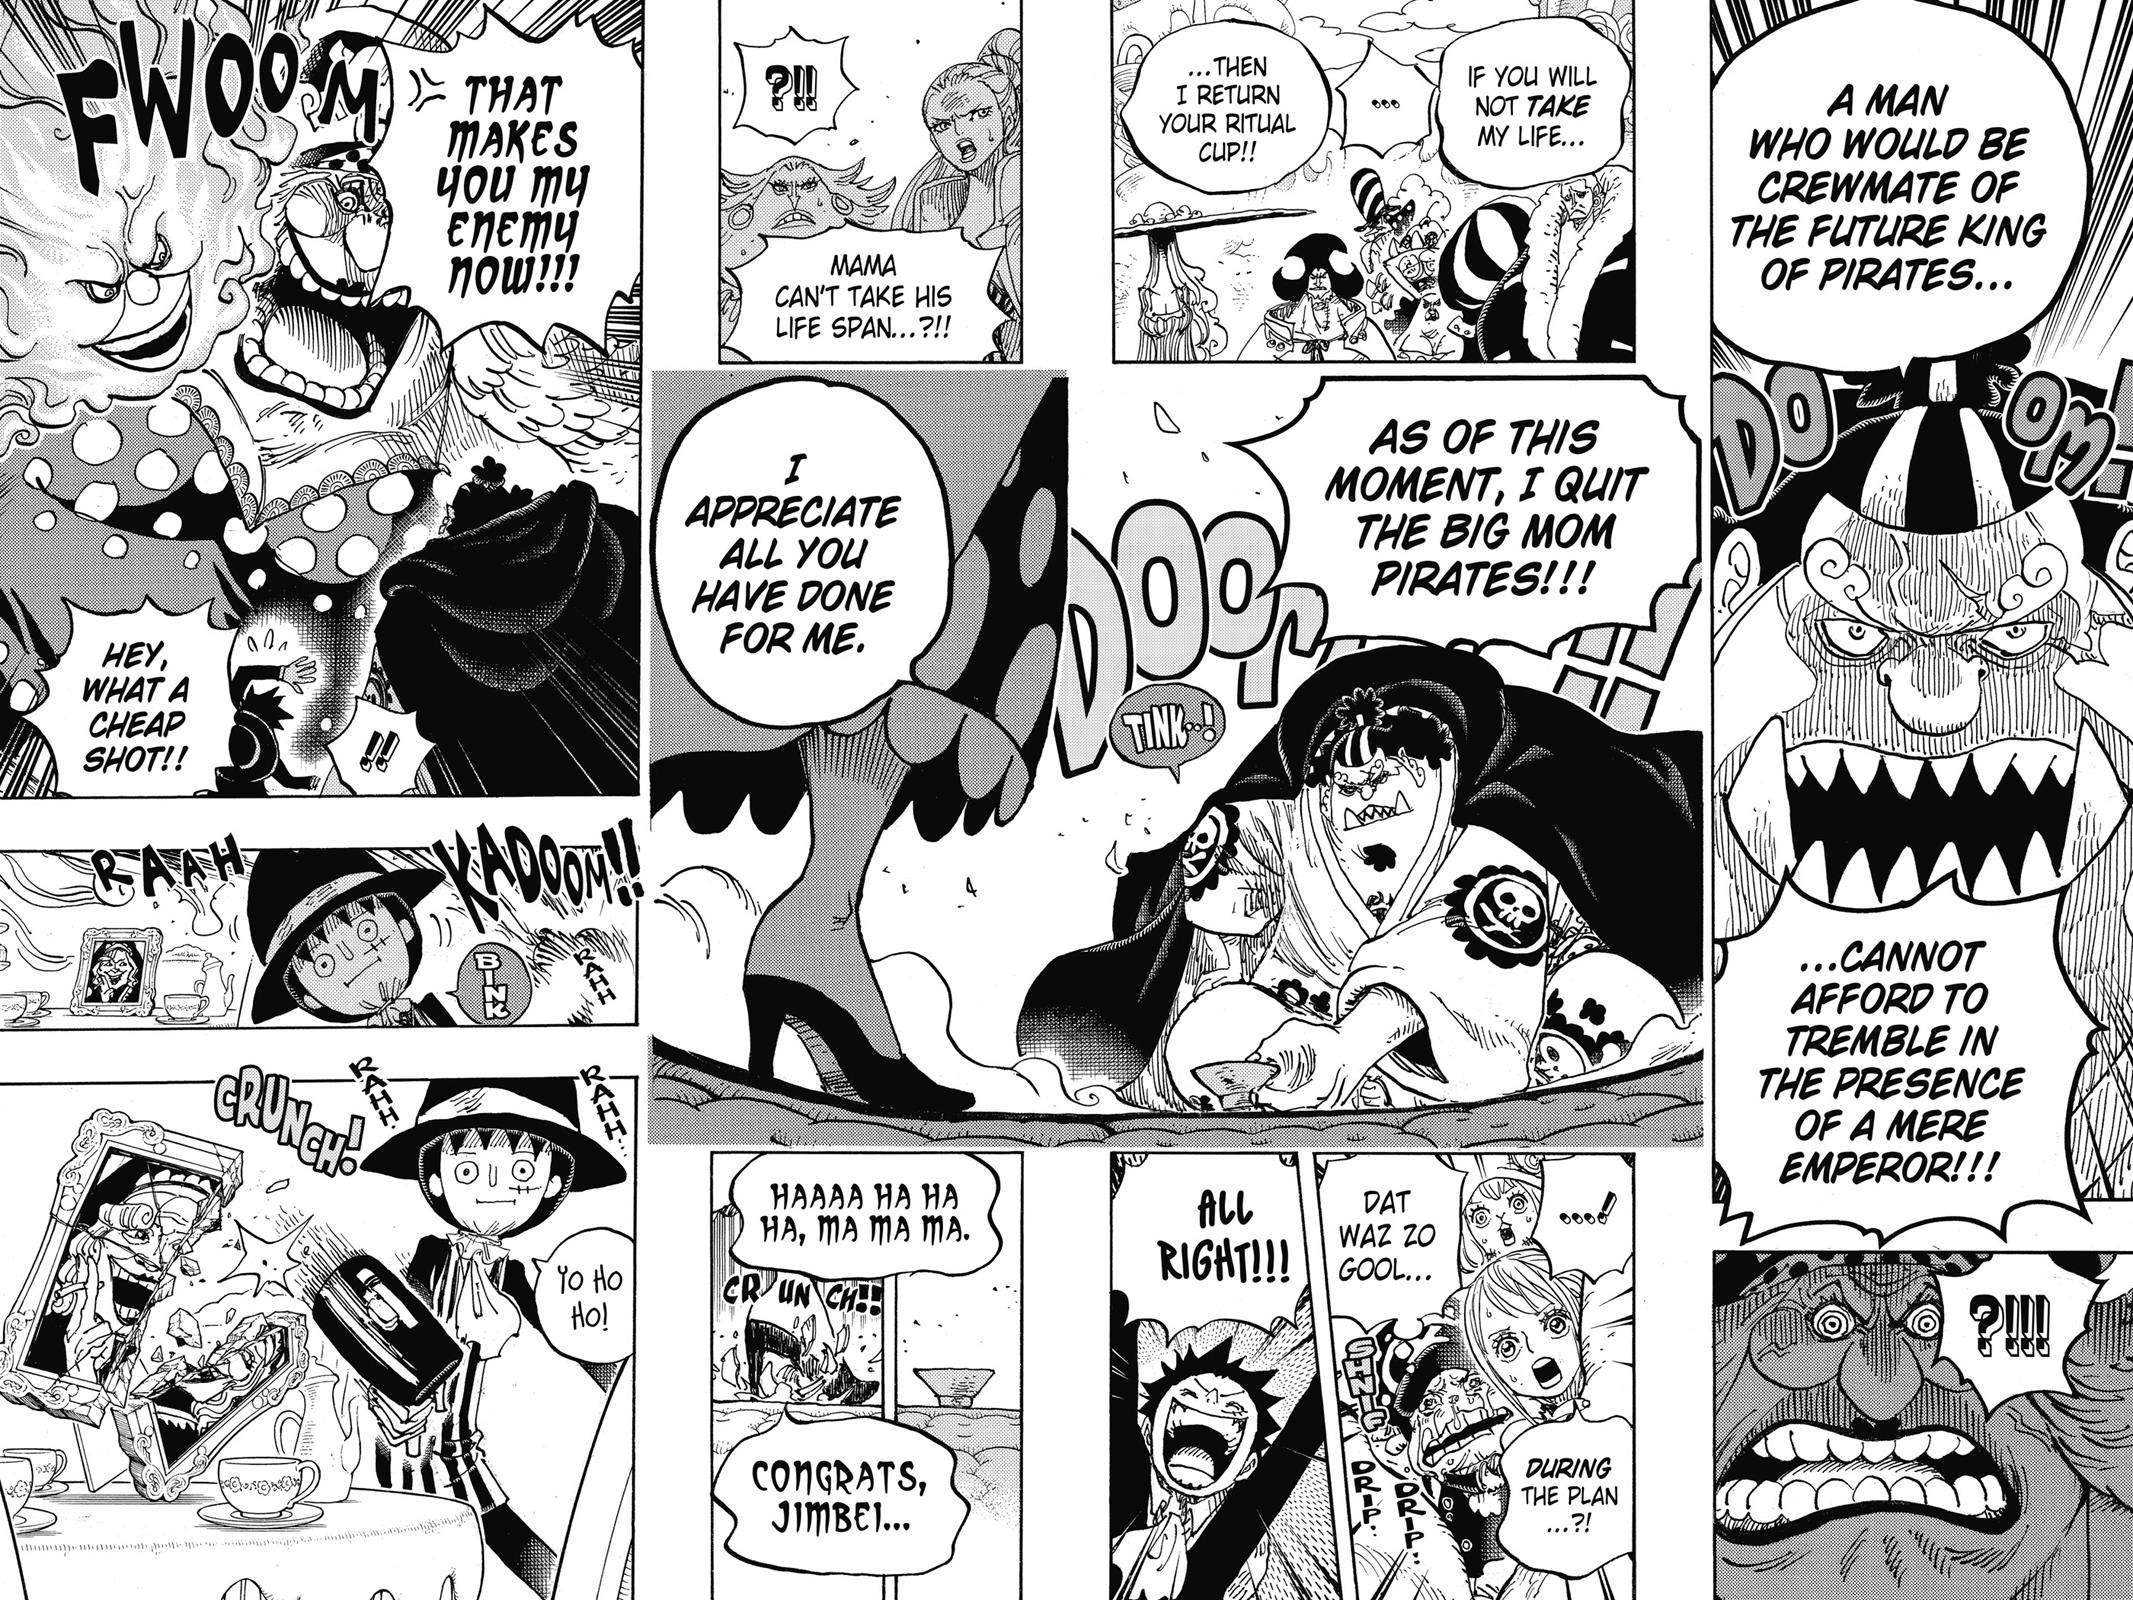 A MAN
WHO WOULD BE
CREWMATE OF
THE FUTURE KING
OF PIRATES...
DOOM!!
...CANNOT
AFFORD TO
TREMBLE IN
THE PRESENCE
OF A MERE
EMPEROR!!!
?!!!
IF YOU WILL
NOT TAKE
MY LIFE...
...
...THEN
I RETURN
YOUR RITUAL
CUP!!
?!!
MAMA
CAN'T TAKE HIS
LIFE SPAN...?!!
AS OF THIS
MOMENT, I QUIT
THE BIG MOM
PIRATES!!!
DOOM!!
TINK...!
I
APPRECIATE
ALL YOU
HAVE DONE
FOR ME.
....!
DAT
WAZ ZO
GOOL...
SHNIF
DRIP.
DRIP.
DURING
THE PLAN
...?!
ALL
RIGHT!!!
HAAAA HA HA
HA, MA MA MA.
CRUNCH!!
CONGRATS,
JIMBEI...
FWOOM
THAT
MAKES
YOU MY
ENEMY
NOW!!!
HEY,
WHAT A
CHEAP
SHOT!!
!!
KADOOM!!
RAAH
BINK
RAHH
RAHH.
RAHH.
CRUNCH!
YO HO
HO!